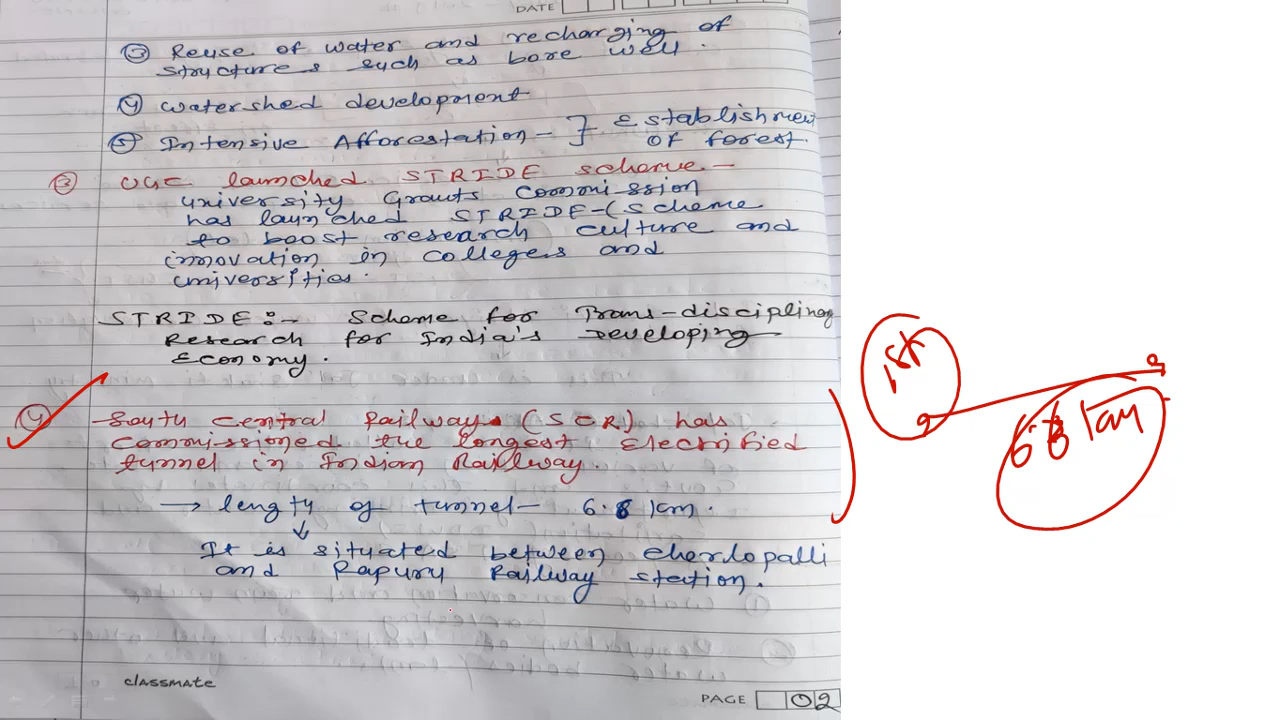 DATE
③ Reuse of water and recharging of
structures such as bore well.
④ watershed development
⑤ Intensive Afforestation - } Establishment
of forest.
③ UGC launched STRIDE scheme -
university Grants Commission
has launched STRIDE-(Scheme
to boost research culture and
innovation in colleges and
universities.
STRIDE:- Scheme for Trans-disciplinary
Research for India's Developing
Economy.
④ South Central Railway (SCR) has
commissioned the longest Electrified
tunnel in Indian Railway.
→ length of tunnel - 6.8 km.
It is situated between cherlopalli
and Rapuru Railway station.
classmate
PAGE 02
1st
6.8 km